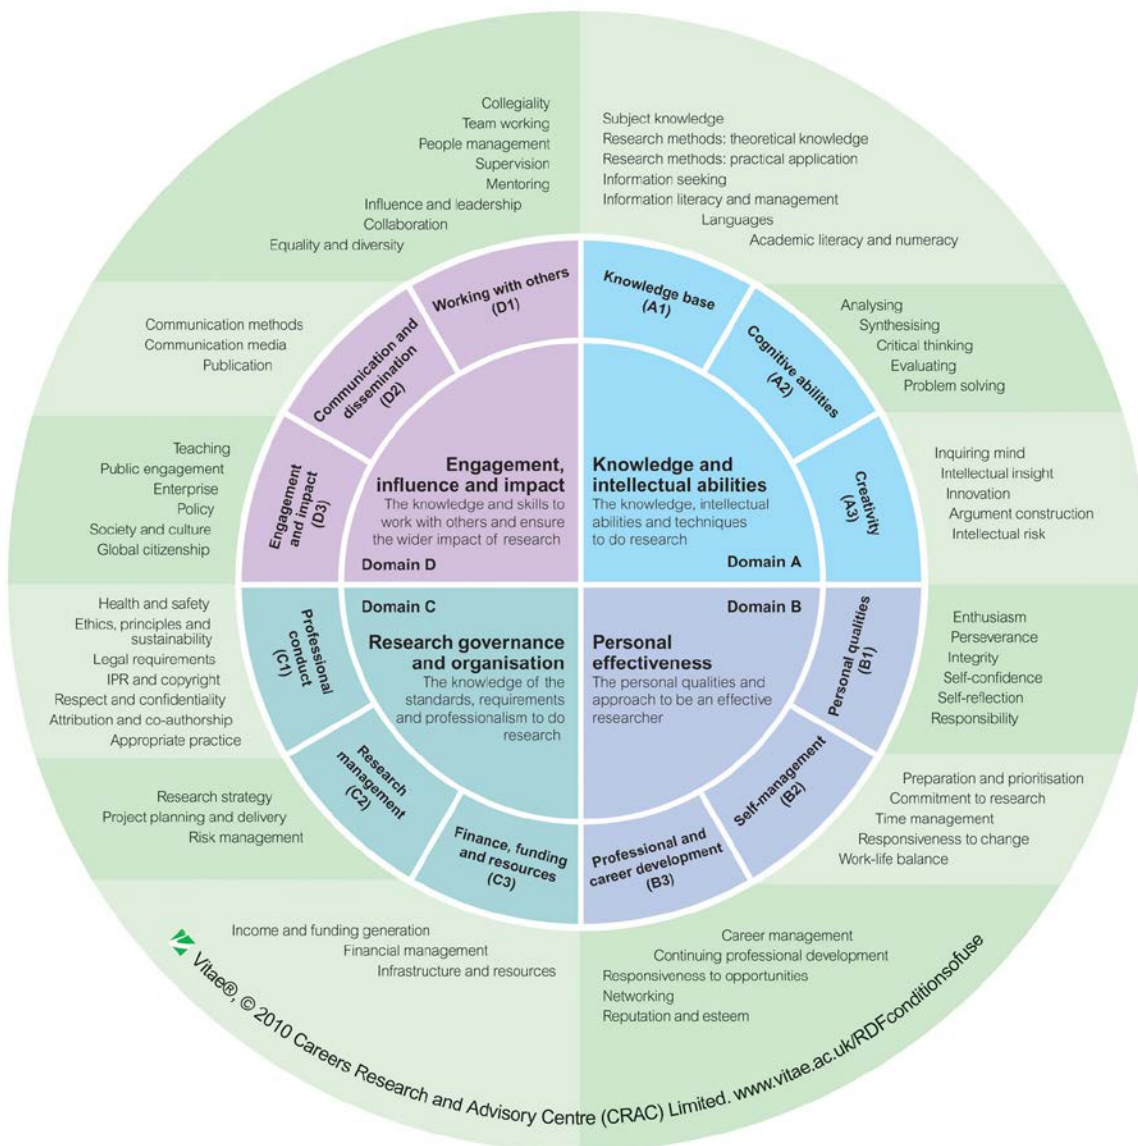 Collegiality
Team working
People management
Supervision
Mentoring
Influence and leadership
Collaboration
Equality and diversity
Subject knowledge
Research methods: theoretical knowledge
Research methods: practical application
Information seeking
Information literacy and management
Languages
Academic literacy and numeracy
Working with others
(D1)
Knowledge base
(A1)
Communication methods
Communication media
Publication
Communication and
dissemination
(D2)
Cognitive abilities
(A2)
Analysing
Synthesising
Critical thinking
Evaluating
Problem solving
Teaching
Public engagement
Enterprise
Policy
Society and culture
Global citizenship
Engagement
and impact
(D3)
Engagement,
influence and impact
The knowledge and skills to
work with others and ensure
the wider impact of research
Domain D
Knowledge and
intellectual abilities
The knowledge, intellectual
abilities and techniques
to do research
Domain A
Creativity
(A3)
Inquiring mind
Intellectual insight
Innovation
Argument construction
Intellectual risk
Health and safety
Ethics, principles and
sustainability
Legal requirements
IPR and copyright
Respect and confidentiality
Attribution and co-authorship
Appropriate practice
Professional
conduct
(C1)
Domain C
Research governance
and organisation
The knowledge of the
standards, requirements
and professionalism to do
research
Domain B
Personal
effectiveness
The personal qualities and
approach to be an effective
researcher
Personal qualities
(B1)
Enthusiasm
Perseverance
Integrity
Self-confidence
Self-reflection
Responsibility
Research strategy
Project planning and delivery
Risk management
Research
management
(C2)
Self-management
(B2)
Preparation and prioritisation
Commitment to research
Time management
Responsiveness to change
Work-life balance
Finance, funding
and resources
(C3)
Professional and
career development
(B3)
Income and funding generation
Financial management
Infrastructure and resources
Career management
Continuing professional development
Responsiveness to opportunities
Networking
Reputation and esteem
Vitae®, © 2010 Careers Research and Advisory Centre (CRAC) Limited. www.vitae.ac.uk/RDFconditionsofuse